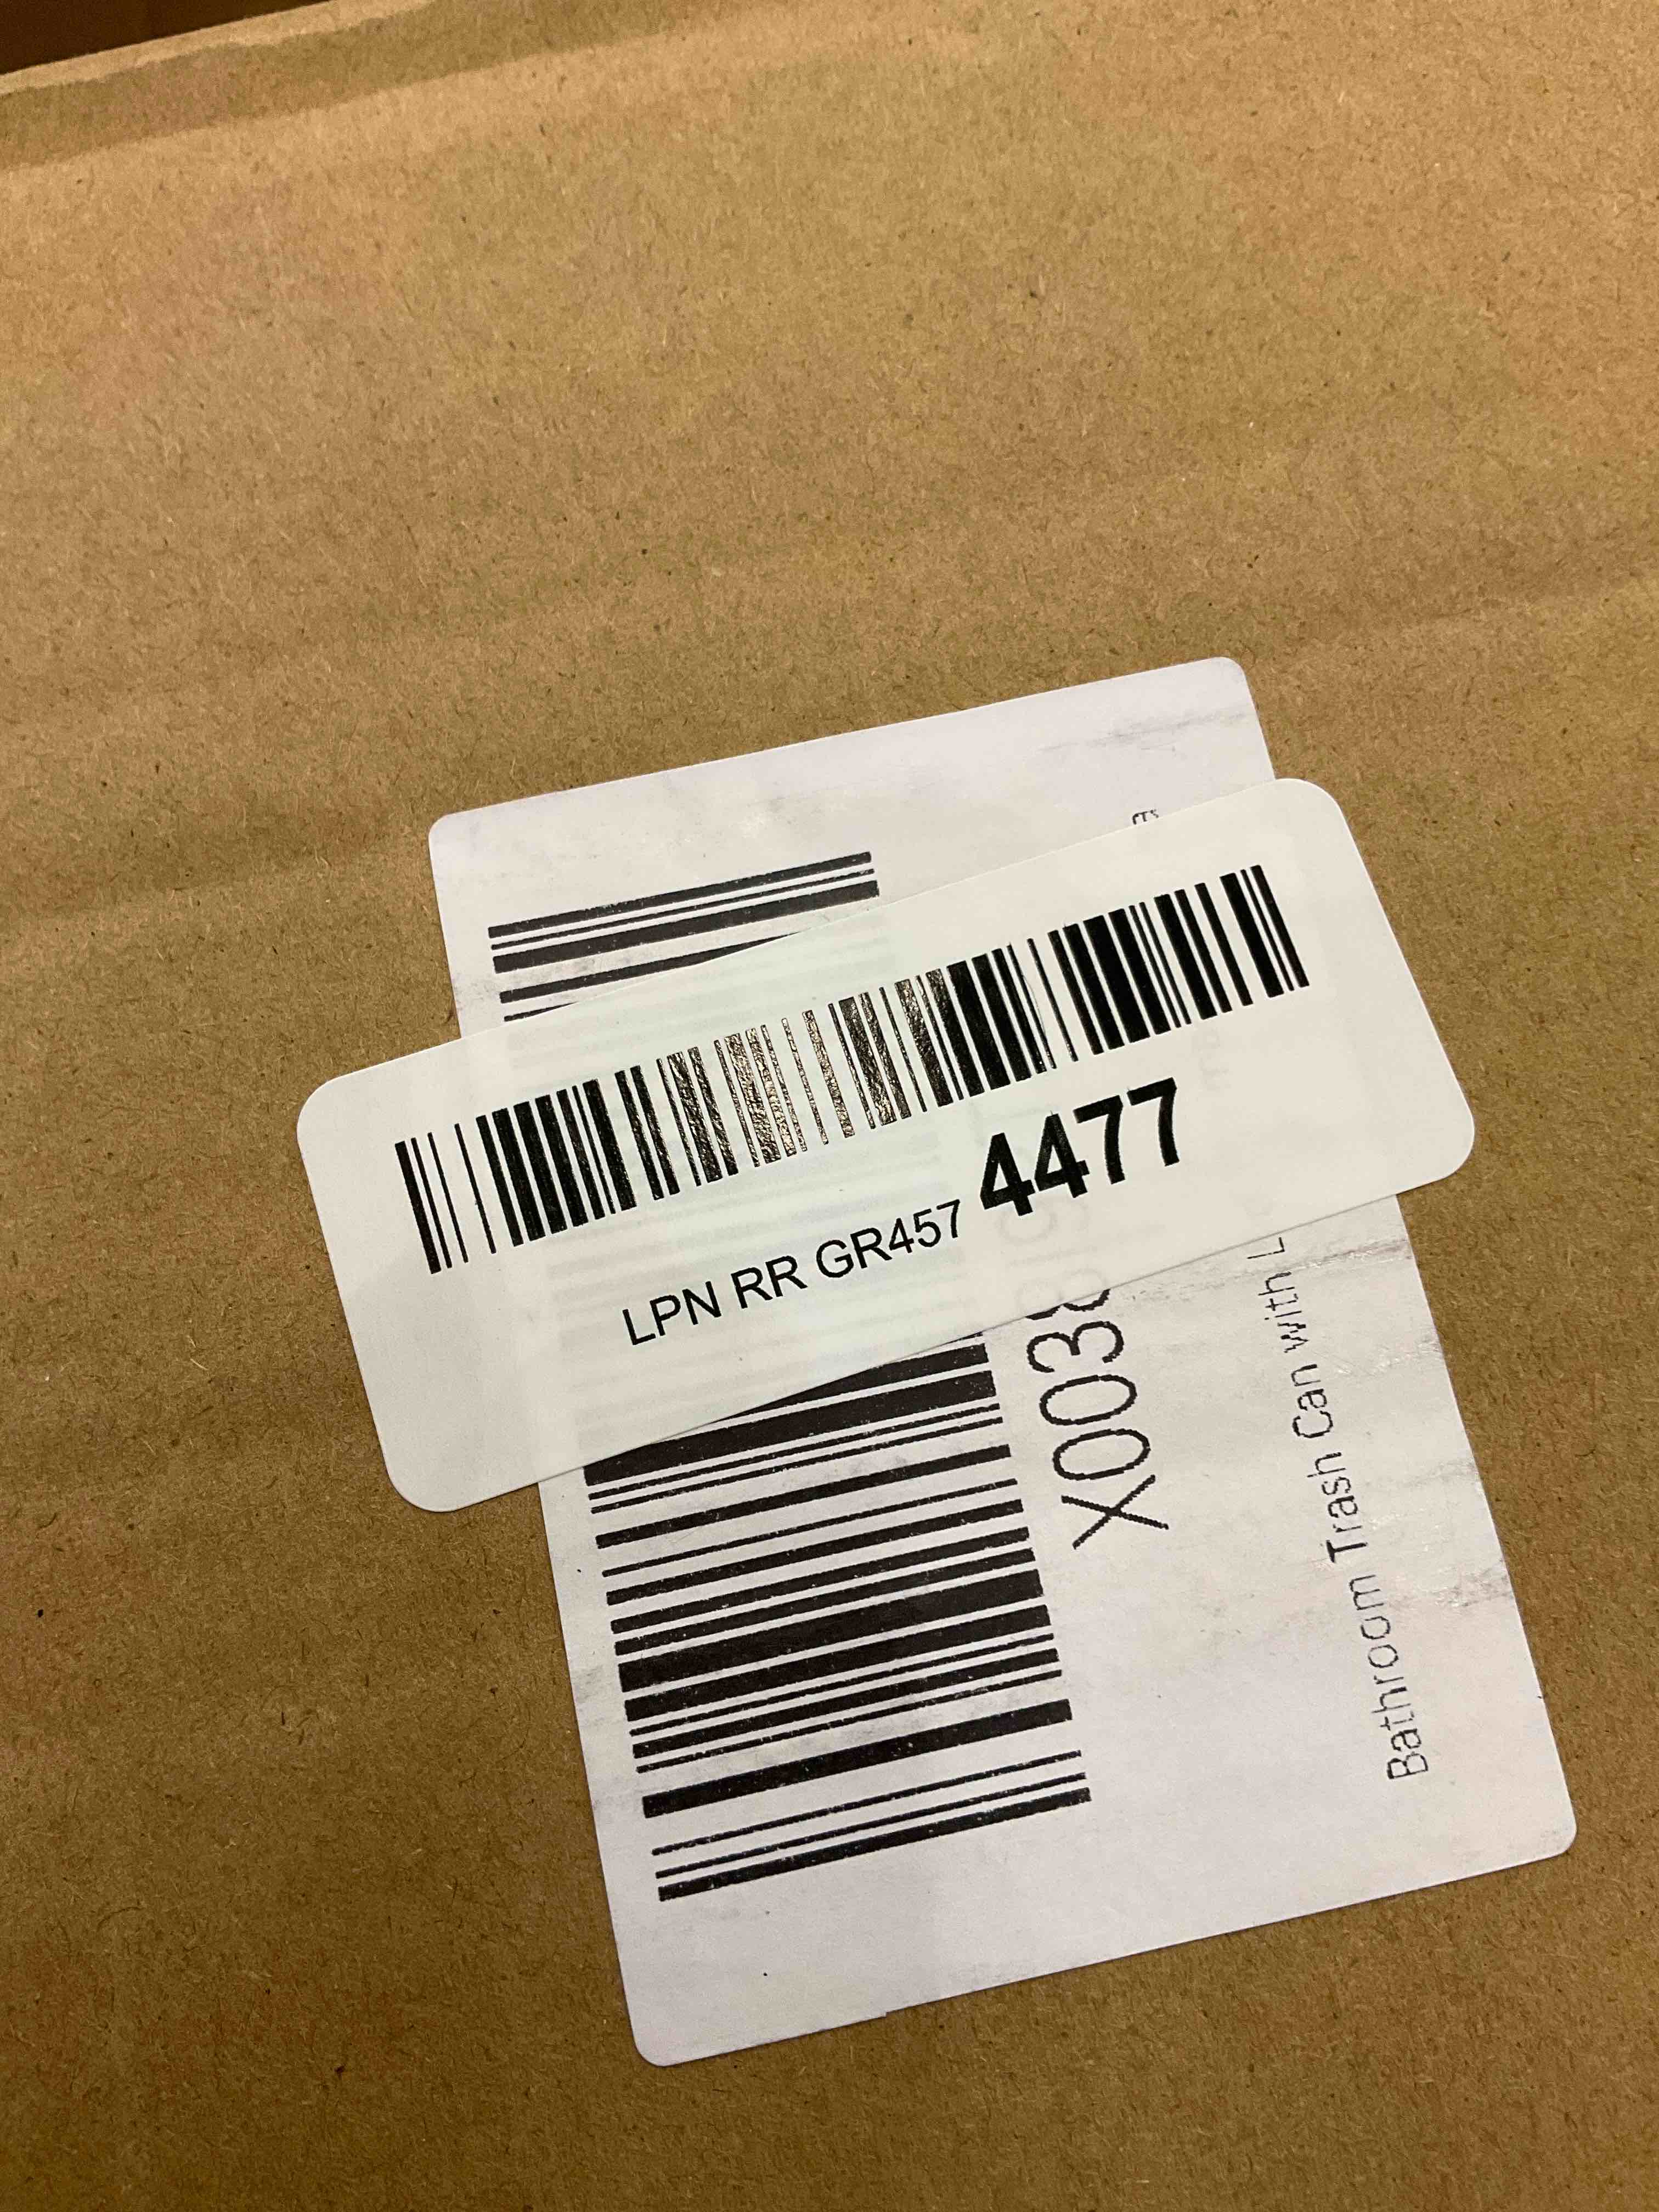 LPN RR GR457 4477
X003
Bathroom Trash Can with L